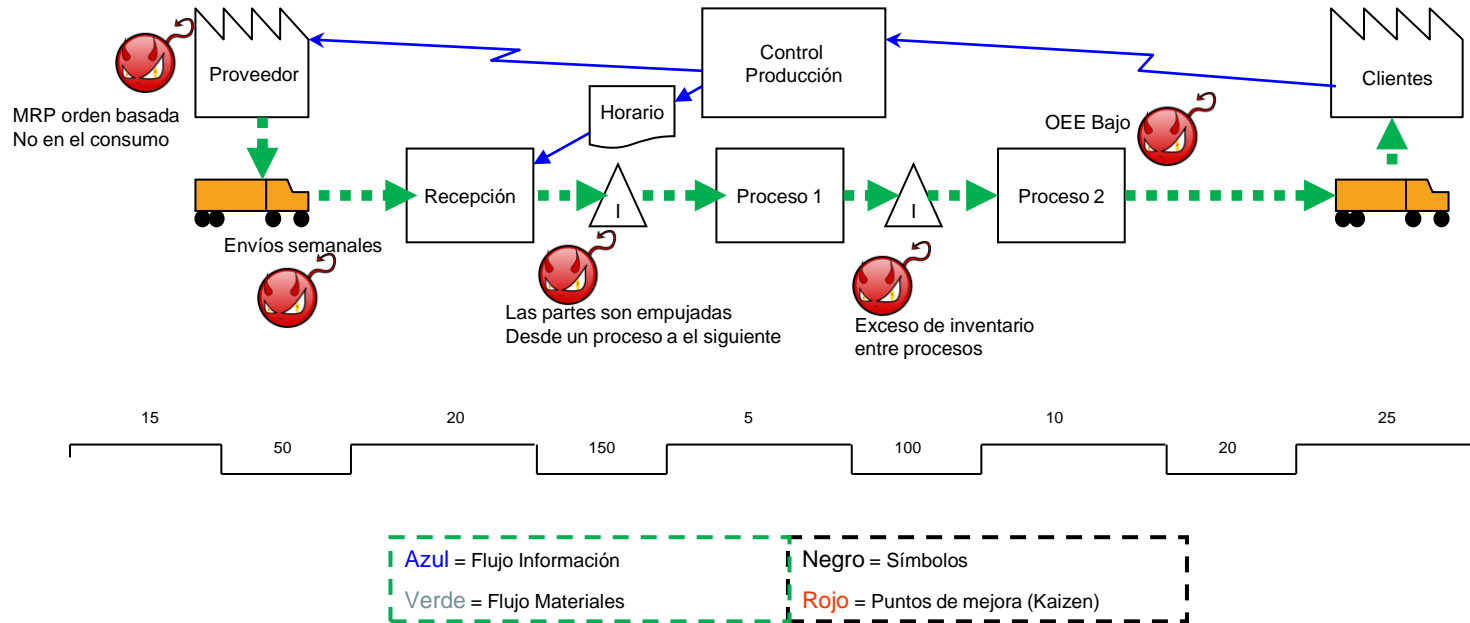 Proveedor
Control
Producción
Clientes
MRP orden basada
No en el consumo
Horario
OEE Bajo
Recepción
I
Proceso 1
I
Proceso 2
Envíos semanales
Las partes son empujadas
Desde un proceso a el siguiente
Exceso de inventario
entre procesos
15
20
5
10
25
50
150
100
20
Azul = Flujo Información
Negro = Símbolos
Verde = Flujo Materiales
Rojo = Puntos de mejora (Kaizen)